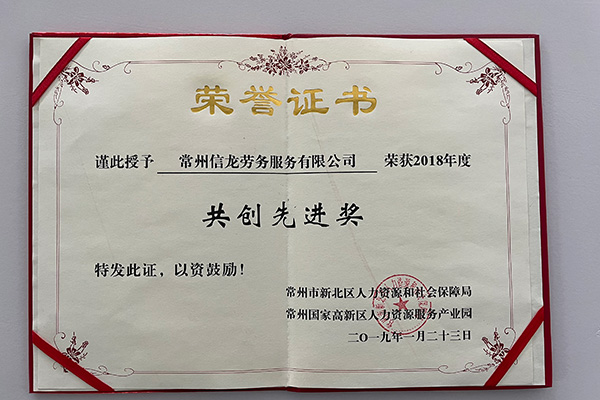 荣誉证书
谨此授予 常州信龙劳务服务有限公司 荣获2018年度
共创先进奖
特发此证，以资鼓励！
常州市新北区人力资源和社会保障局
常州国家高新区人力资源服务产业园
二〇一九年一月二十三日